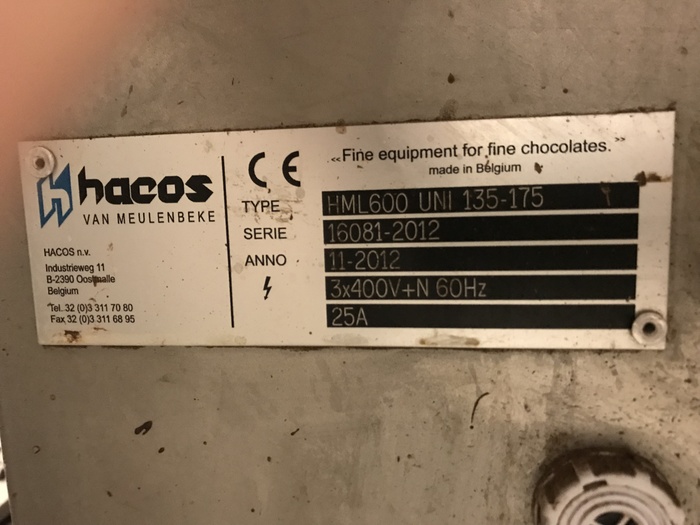 hacos
VAN MEULENBEKE
HACOS n.v.
Industrieweg 11
B-2390 Oostmalle
Belgium
Tel. 32 (0)3 311 70 80
Fax 32 (0)3 311 68 95
CE
„Fine equipment for fine chocolates.”
made in Belgium
TYPE HML600 UNI 135-175
SERIE 16081-2012
ANNO 11-2012
3x400V+N 60Hz
25A